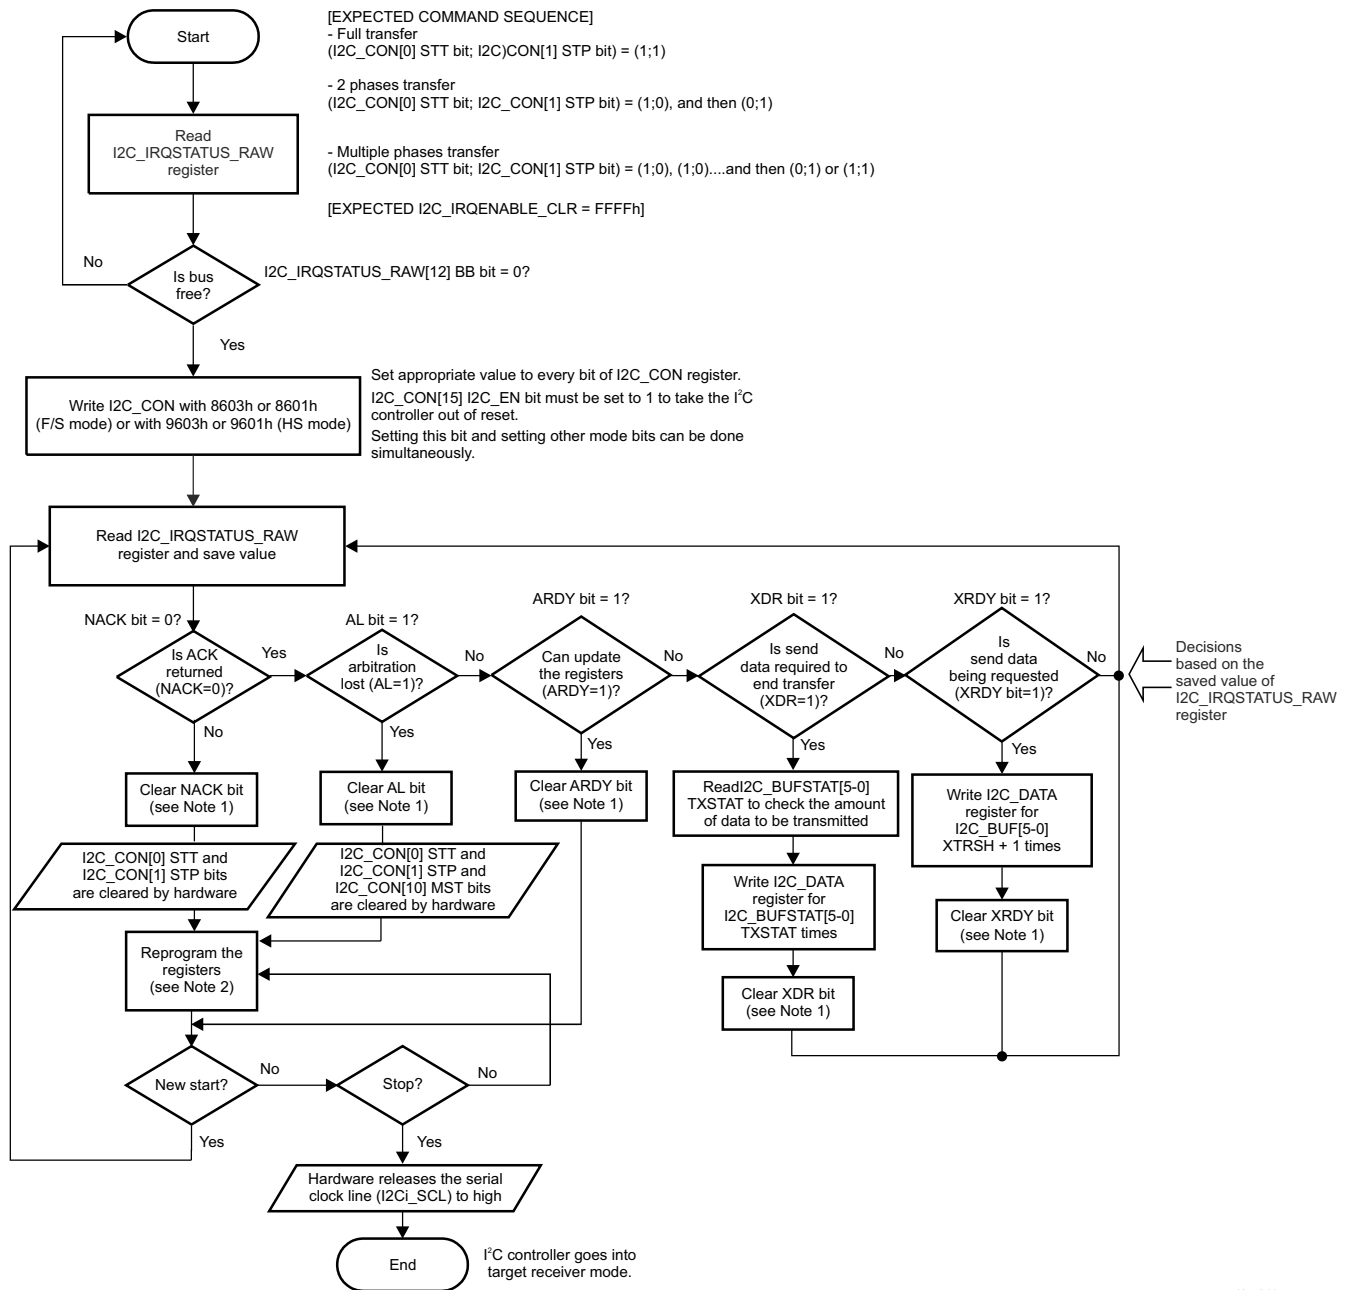 Start
[EXPECTED COMMAND SEQUENCE]
- Full transfer
(I2C_CON[0] STT bit; I2C)CON[1] STP bit) = (1;1)
- 2 phases transfer
(I2C_CON[0] STT bit; I2C_CON[1] STP bit) = (1;0), and then (0;1)
- Multiple phases transfer
(I2C_CON[0] STT bit; I2C_CON[1] STP bit) = (1;0), (1;0)....and then (0;1) or (1;1)
[EXPECTED I2C_IRQENABLE_CLR = FFFFh]
Read
I2C_IRQSTATUS_RAW
register
No
Is bus
free?
I2C_IRQSTATUS_RAW[12] BB bit = 0?
Yes
Write I2C_CON with 8603h or 8601h
(F/S mode) or with 9603h or 9601h (HS mode)
Set appropriate value to every bit of I2C_CON register.
I2C_CON[15] I2C_EN bit must be set to 1 to take the I²C
controller out of reset.
Setting this bit and setting other mode bits can be done
simultaneously.
Read I2C_IRQSTATUS_RAW
register and save value
NACK bit = 0?
Is ACK
returned
(NACK=0)?
Yes
No
AL bit = 1?
Is
arbitration
lost (AL=1)?
No
Yes
ARDY bit = 1?
Can update
the registers
(ARDY=1)?
No
Yes
XDR bit = 1?
Is send
data required to
end transfer
(XDR=1)?
No
Yes
XRDY bit = 1?
Is
send data
being requested
(XRDY bit=1)?
No
Yes
Decisions
based on the
saved value of
I2C_IRQSTATUS_RAW
register
Clear NACK bit
(see Note 1)
Clear AL bit
(see Note 1)
Clear ARDY bit
(see Note 1)
ReadI2C_BUFSTAT[5-0]
TXSTAT to check the amount
of data to be transmitted
Write I2C_DATA
register for
I2C_BUF[5-0]
XTRSH + 1 times
I2C_CON[0] STT and
I2C_CON[1] STP bits
are cleared by hardware
I2C_CON[0] STT and
I2C_CON[1] STP and
I2C_CON[10] MST bits
are cleared by hardware
Write I2C_DATA
register for
I2C_BUFSTAT[5-0]
TXSTAT times
Clear XRDY bit
(see Note 1)
Reprogram the
registers
(see Note 2)
Clear XDR bit
(see Note 1)
New start?
No
Yes
Stop?
No
Yes
Hardware releases the serial
clock line (I2Ci_SCL) to high
End
I²C controller goes into
target receiver mode.